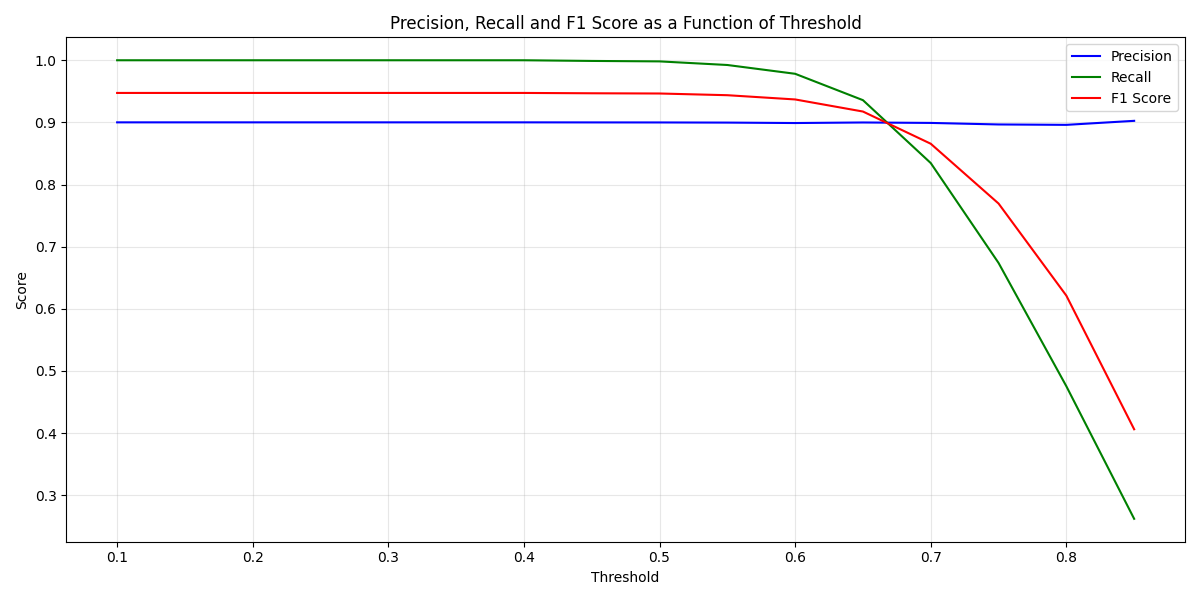 Precision, Recall and F1 Score as a Function of Threshold
Precision
Recall
F1 Score
1.0
0.9
0.8
0.7
0.6
0.5
0.4
0.3
Score
0.1 0.2 0.3 0.4 0.5 0.6 0.7 0.8
Threshold